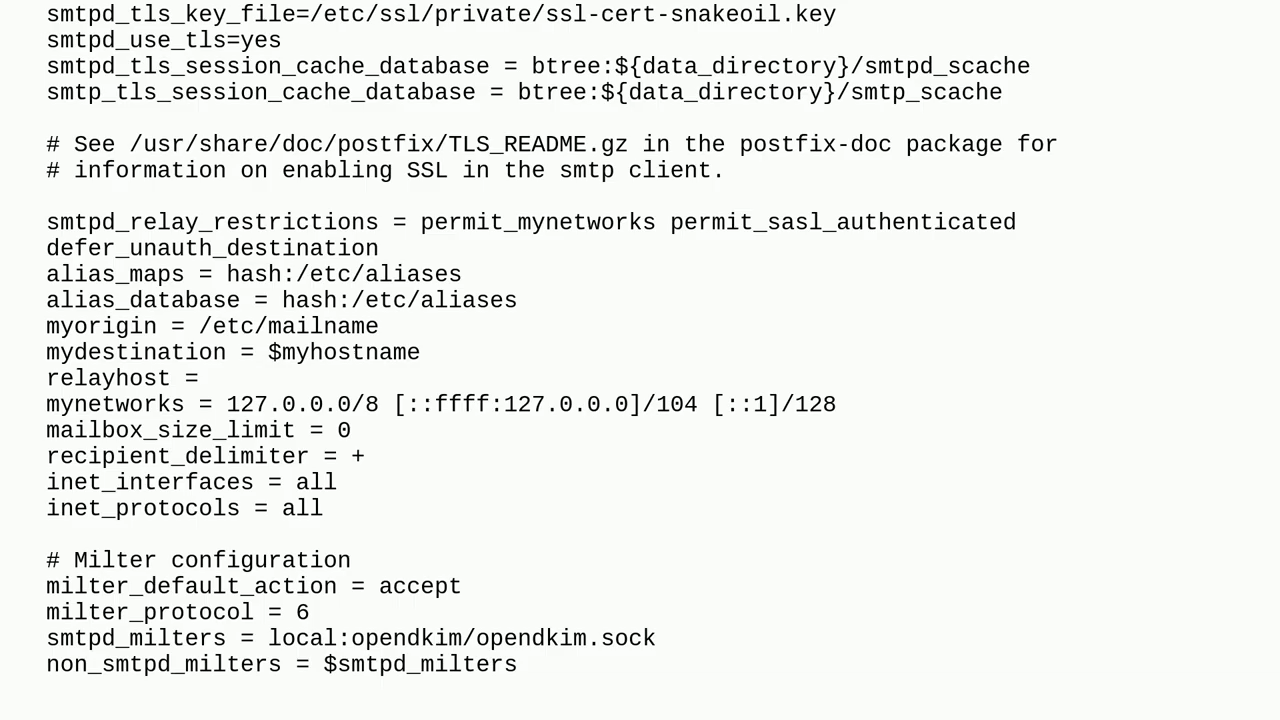 smtpd_tls_key_file=/etc/ssl/private/ssl-cert-snakeoil.key
smtpd_use_tls=yes
smtpd_tls_session_cache_database = btree:${data_directory}/smtpd_scache
smtp_tls_session_cache_database = btree:${data_directory}/smtp_scache
# See /usr/share/doc/postfix/TLS_README.gz in the postfix-doc package for
# information on enabling SSL in the smtp client.
smtpd_relay_restrictions = permit_mynetworks permit_sasl_authenticated
defer_unauth_destination
alias_maps = hash:/etc/aliases
alias_database = hash:/etc/aliases
myorigin = /etc/mailname
mydestination = $myhostname
relayhost =
mynetworks = 127.0.0.0/8 [::ffff:127.0.0.0]/104 [::1]/128
mailbox_size_limit = 0
recipient_delimiter = +
inet_interfaces = all
inet_protocols = all
# Milter configuration
milter_default_action = accept
milter_protocol = 6
smtpd_milters = local:opendkim/opendkim.sock
non_smtpd_milters = $smtpd_milters